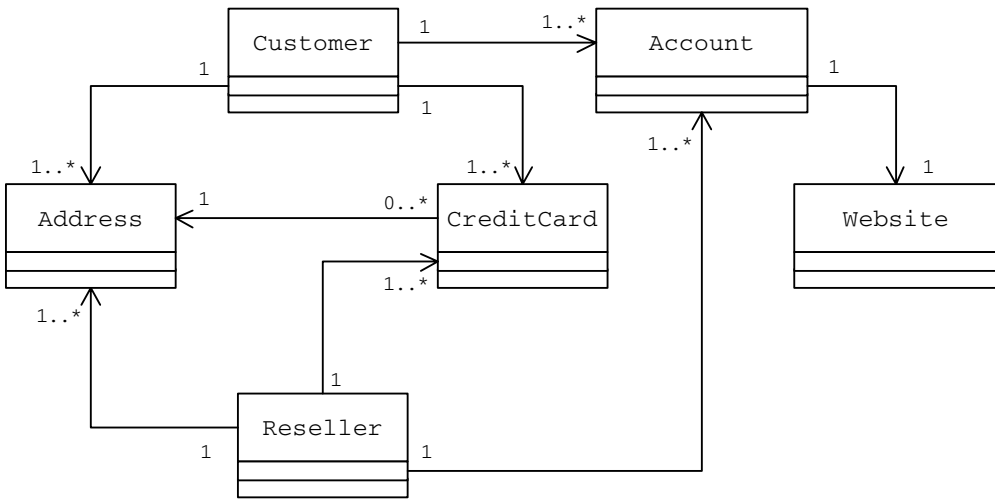 Customer
1
1..*
Account
1
1
1
1..*
1..*
1..*
1
Address
1
0..*
CreditCard
Website
1..*
1..*
1
Reseller
1
1